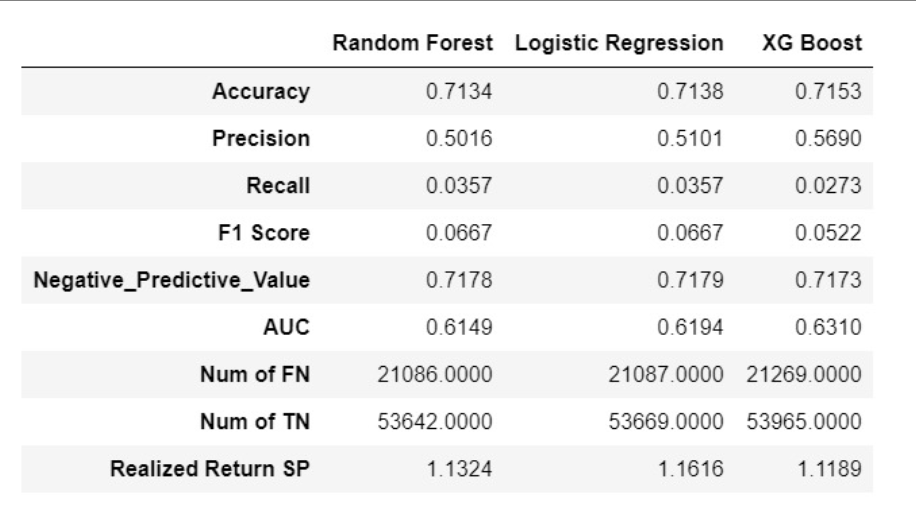 Random Forest Logistic Regression XG Boost
Accuracy 0.7134 0.7138 0.7153
Precision 0.5016 0.5101 0.5690
Recall 0.0357 0.0357 0.0273
F1 Score 0.0667 0.0667 0.0522
Negative_Predictive_Value 0.7178 0.7179 0.7173
AUC 0.6149 0.6194 0.6310
Num of FN 21086.0000 21087.0000 21269.0000
Num of TN 53642.0000 53669.0000 53965.0000
Realized Return SP 1.1324 1.1616 1.1189